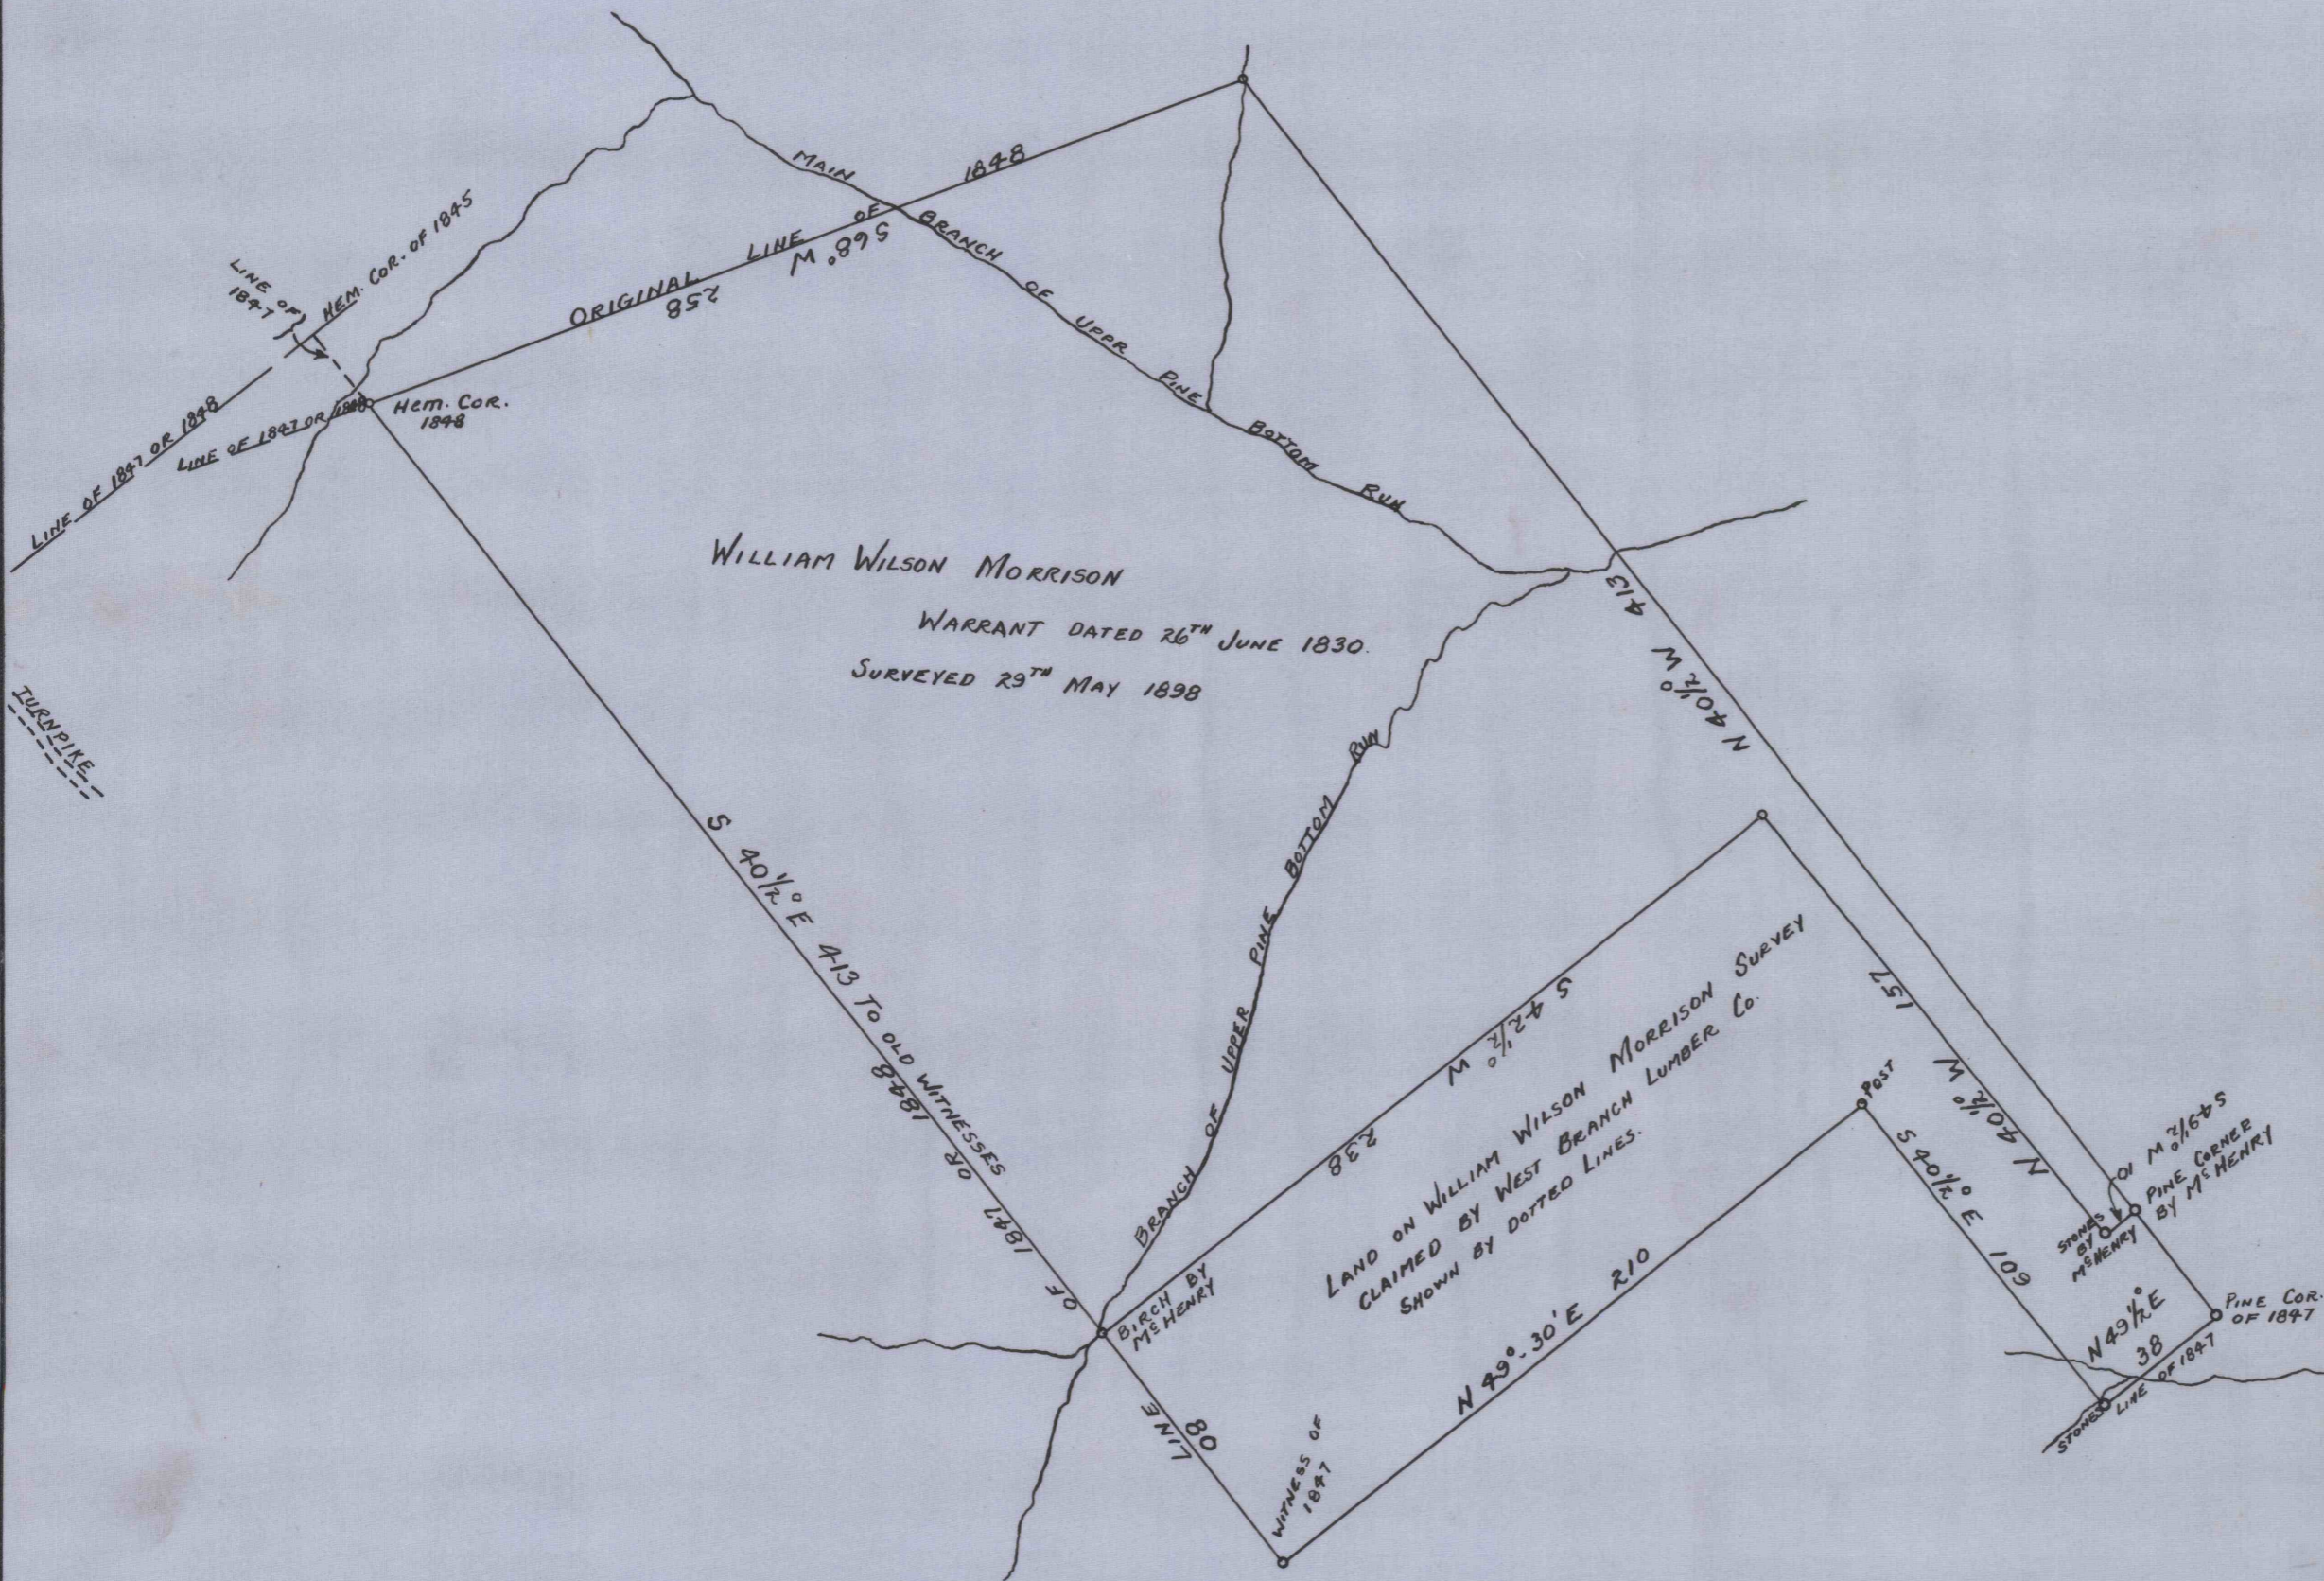 MAIN BRANCH OF UPPR PINE BOTTOM RUN
ORIGINAL LINE OF 1848
S68° W
258
LINE OF
1847
HEM. COR. OF 1845
LINE OF 1847 OR 1848
LINE OF 1847 OR 1848
Hem. Cor.
1848
WILLIAM WILSON MORRISON
WARRANT DATED 26TH JUNE 1830.
SURVEYED 29TH MAY 1898
TURNPIKE
N 40½° W 413
S 40½° E 413 TO OLD WITNESSES
LINE OF 1847 OR 1848
BRANCH OF UPPER PINE BOTTOM RUN
S 42½° W 238
N 40½° W 157
LAND ON WILLIAM WILSON MORRISON SURVEY
CLAIMED BY WEST BRANCH LUMBER CO.
SHOWN BY DOTTED LINES.
POST
S 40½° E 109
S 49½° W 10
PINE CORNER
BY McHENRY
STONES
BY
McHENRY
BIRCH BY
McHENRY
80
N 49°-30' E 210
WITNESS OF
1847
N 49½° E
38
LINE OF 1847
STONES
PINE COR.
OF 1847